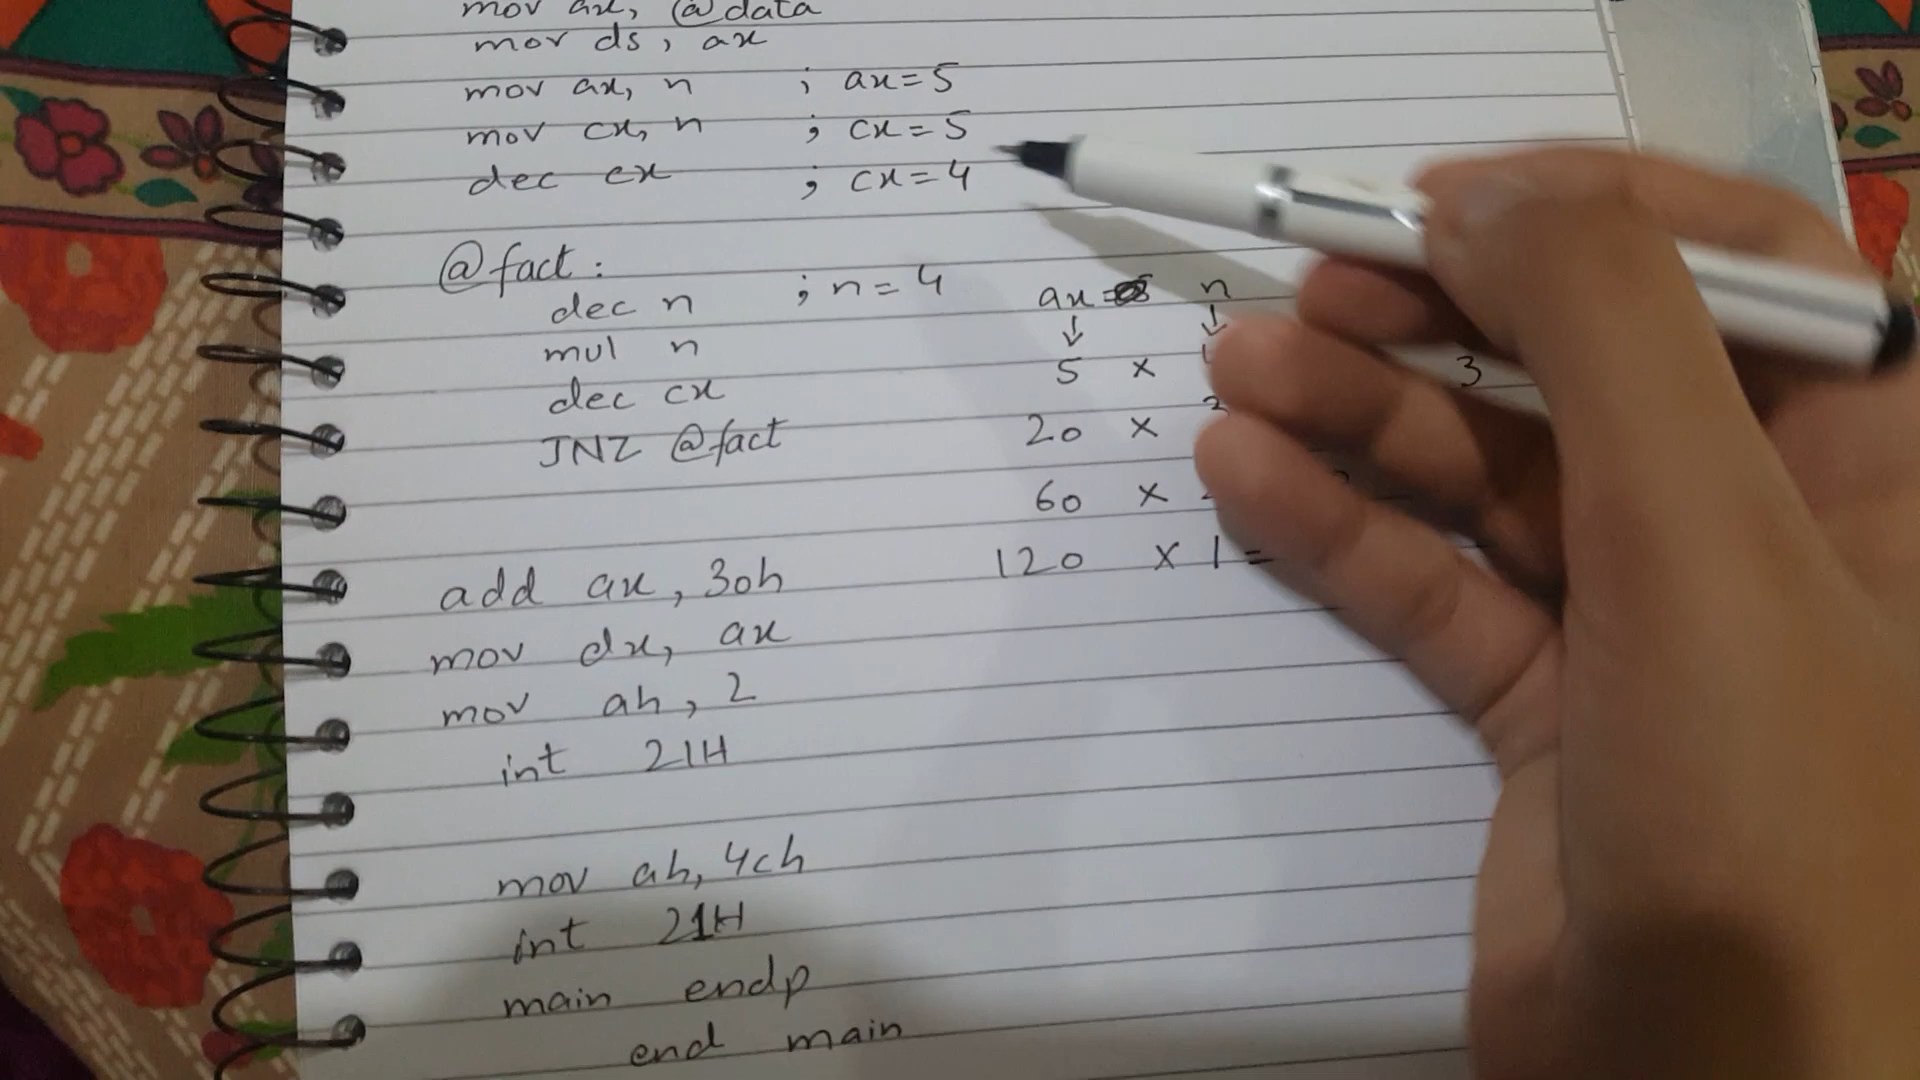 mov ax, @data
mov ds, ax
mov ax, n ; ax=5
mov cx, n ; cx=5
dec cx ; cx=4
@fact:
dec n ; n=4 ax= n
mul n 5 x 3
dec cx
JNZ @fact 20 x
60 x
add ax, 30h 120 x 1 =
mov dx, ax
mov ah, 2
int 21H
mov ah, 4ch
int 21H
main endp
end main